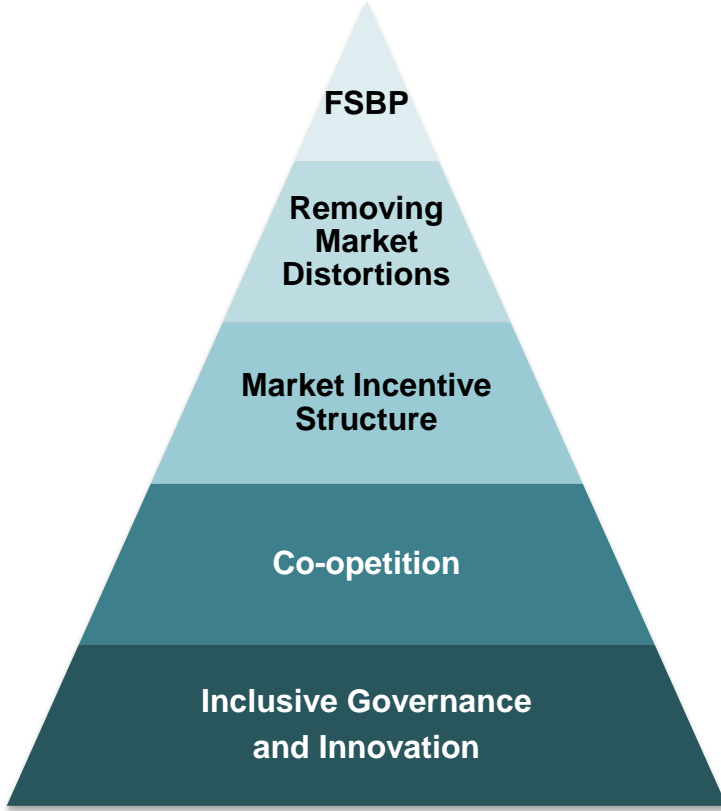 FSBP
Removing
Market
Distortions
Market Incentive
Structure
Co-opetition
Inclusive Governance
and Innovation